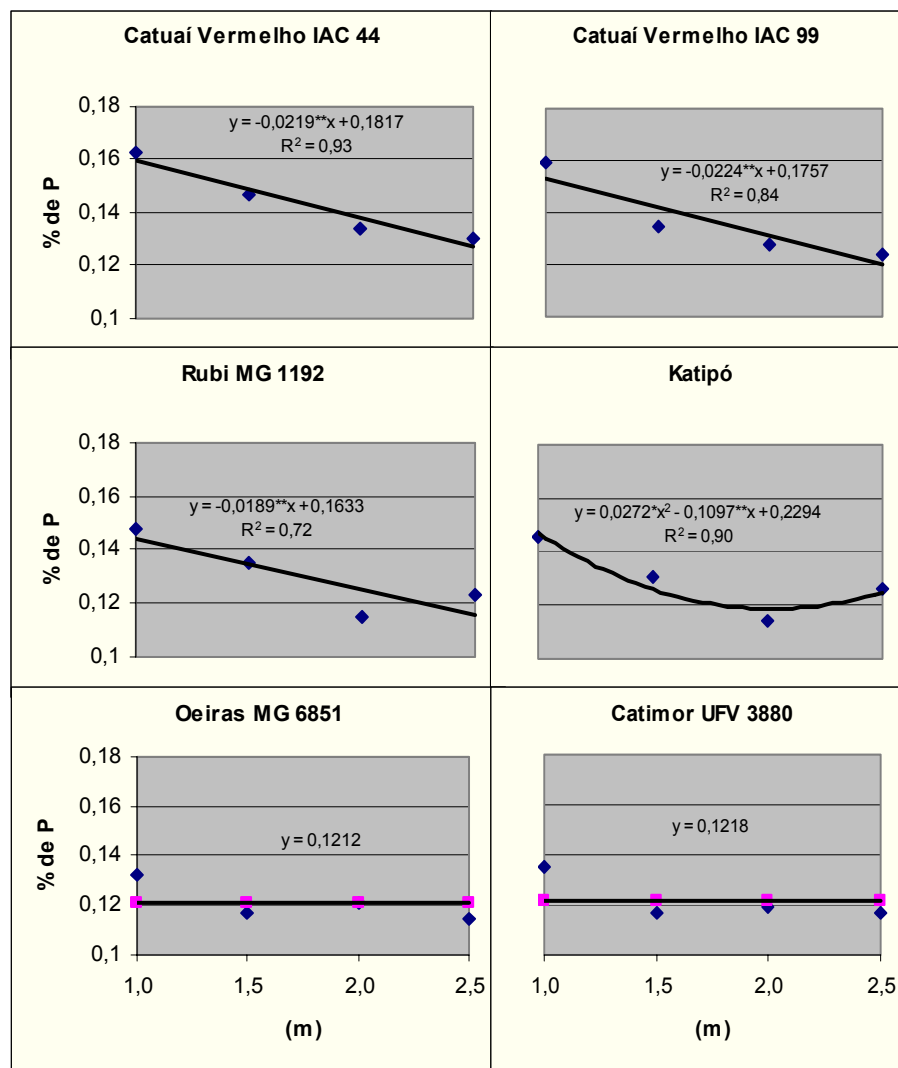 Catuaí Vermelho IAC 44
% de P
0,18
0,16
0,14
0,12
0,1
y = -0,0219**x + 0,1817
R² = 0,93
Catuaí Vermelho IAC 99
y = -0,0224**x + 0,1757
R² = 0,84
Rubi MG 1192
% de P
0,18
0,16
0,14
0,12
0,1
y = -0,0189**x + 0,1633
R² = 0,72
Katipó
y = 0,0272*x² - 0,1097**x + 0,2294
R² = 0,90
Oeiras MG 6851
% de P
0,18
0,16
0,14
0,12
0,1
y = 0,1212
1,0 1,5 2,0 2,5
(m)
Catimor UFV 3880
y = 0,1218
1,0 1,5 2,0 2,5
(m)